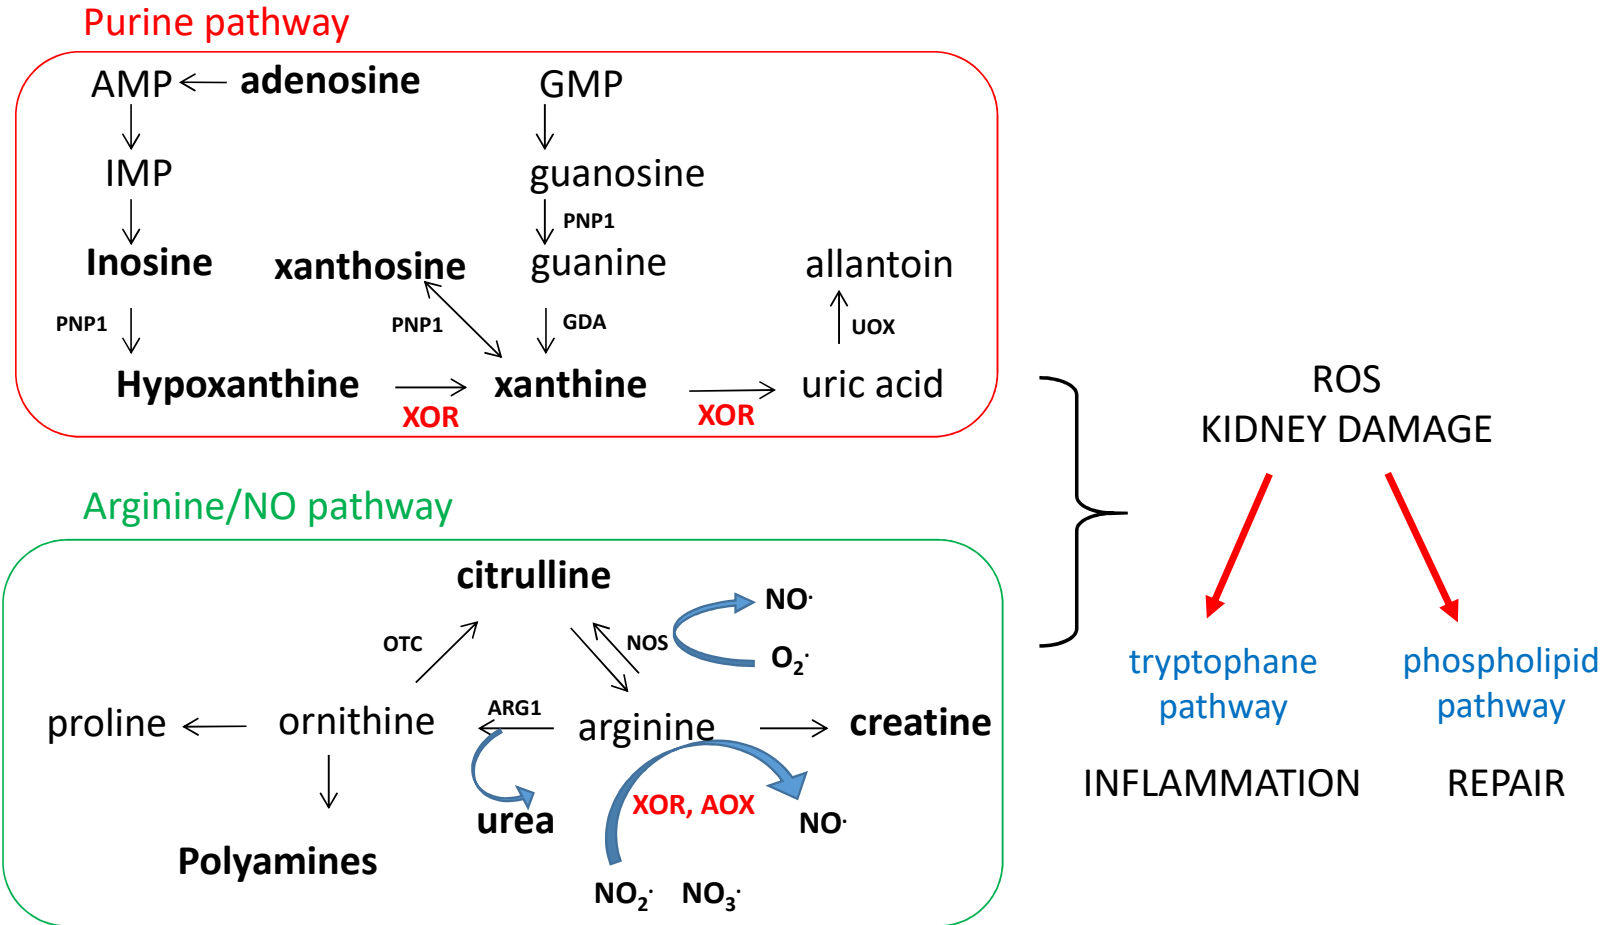 Purine pathway
AMP adenosine GMP
IMP guanosine
PNP1
Inosine xanthosine guanine allantoin
PNP1 PNP1 GDA UOX
Hypoxanthine xanthine uric acid
XOR XOR
ROS
KIDNEY DAMAGE
Arginine/NO pathway
citrulline
NO·
OTC NOS
O₂·
proline ornithine ARG1 arginine creatine
XOR, AOX
urea NO·
Polyamines
NO₂· NO₃·
tryptophane
pathway
phospholipid
pathway
INFLAMMATION REPAIR